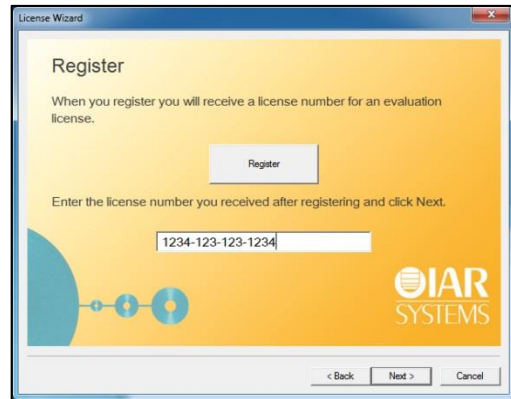 License Wizard
Register
When you register you will receive a license number for an evaluation
license.
Register
Enter the license number you received after registering and click Next.
1234-123-123-1234
IAR
SYSTEMS
< Back Next > Cancel